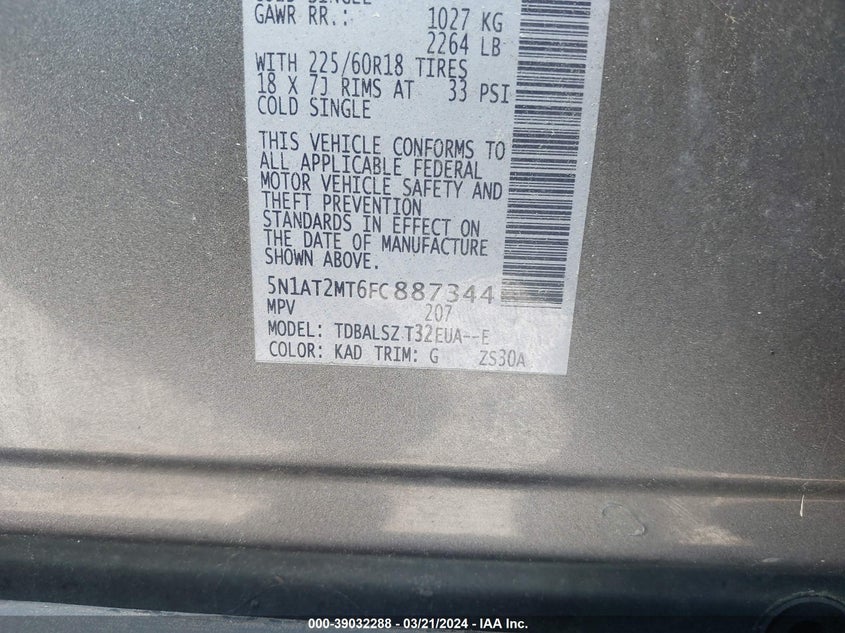 COLD SINGLE
GAWR RR.: 1027 KG
2264 LB
WITH 225/60R18 TIRES
18 X 7J RIMS AT 33 PSI
COLD SINGLE
THIS VEHICLE CONFORMS TO
ALL APPLICABLE FEDERAL
MOTOR VEHICLE SAFETY AND
THEFT PREVENTION
STANDARDS IN EFFECT ON
THE DATE OF MANUFACTURE
SHOWN ABOVE.
5N1AT2MT6FC887344
MPV 207
MODEL: TDBALSZ T32EUA--E
COLOR: KAD TRIM: G ZS30A
000-39032288 - 03/21/2024 - IAA Inc.